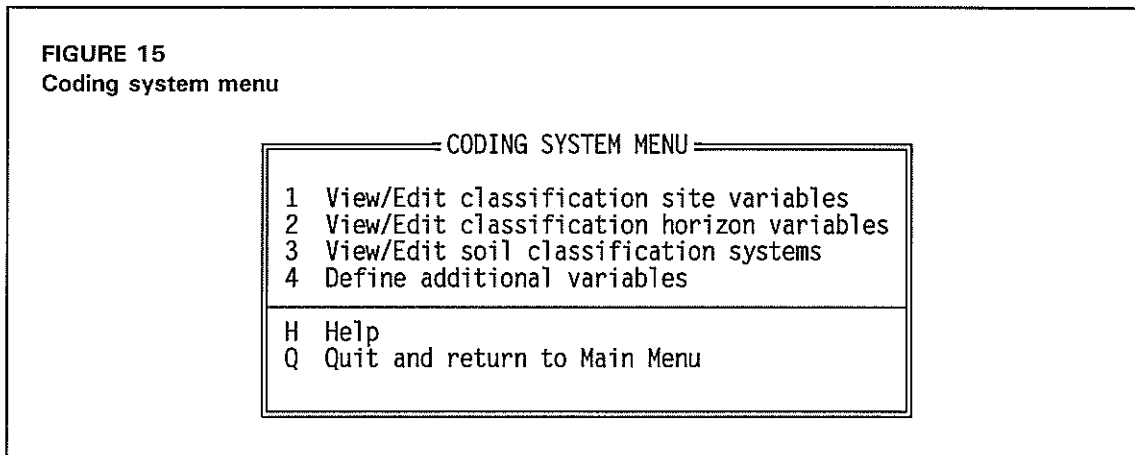 FIGURE 15
Coding system menu
CODING SYSTEM MENU
1 View/Edit classification site variables
2 View/Edit classification horizon variables
3 View/Edit soil classification systems
4 Define additional variables
H Help
Q Quit and return to Main Menu